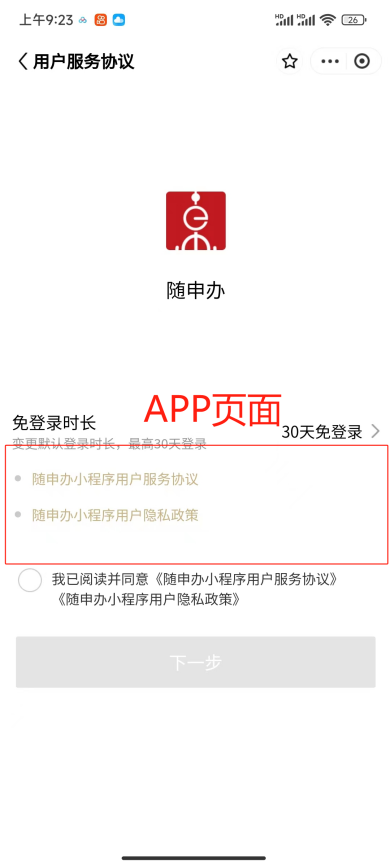 上午9:23
HD HD 26
用户服务协议
随申办
APP页面
免登录时长
30天免登录
变更默认登录时长，最高30天登录
随申办小程序用户服务协议
随申办小程序用户隐私政策
我已阅读并同意《随申办小程序用户服务协议》
《随申办小程序用户隐私政策》
下一步